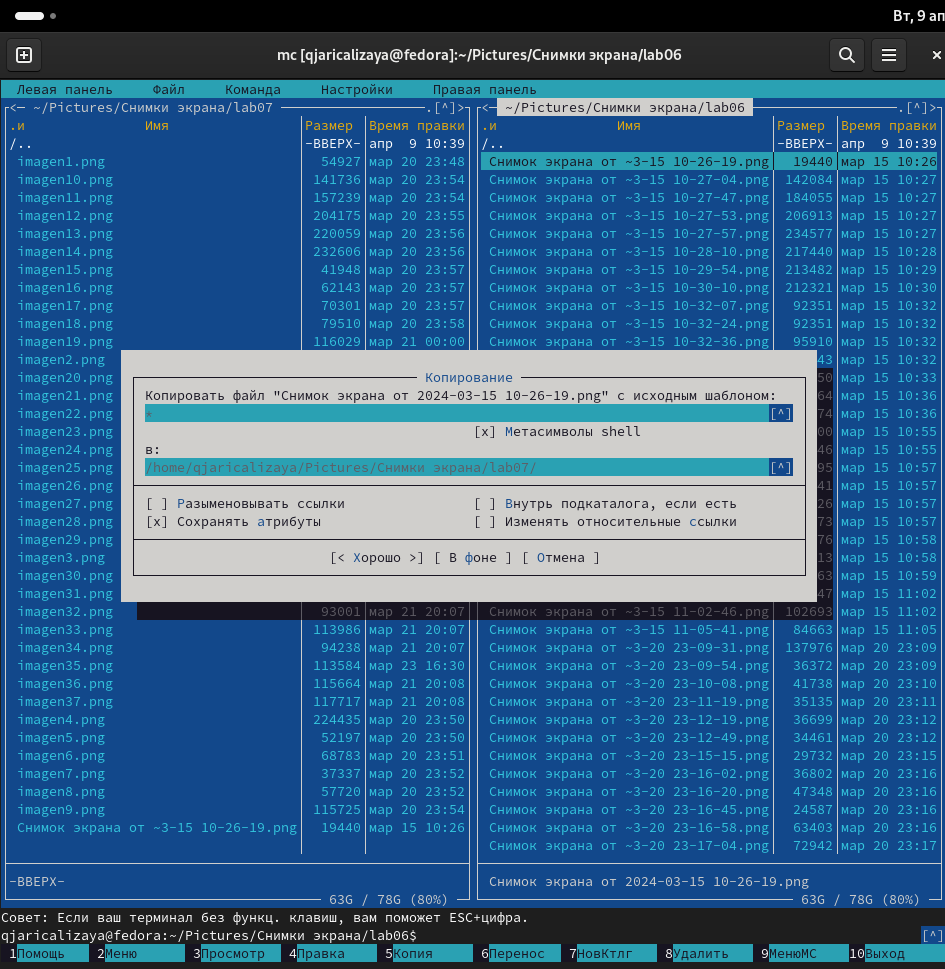 Вт, 9 ап
mc [qjaricalizaya@fedora]:~/Pictures/Снимки экрана/lab06
Левая панель Файл Команда Настройки Правая панель
<— ~/Pictures/Снимки экрана/lab07 .[^]> <— ~/Pictures/Снимки экрана/lab06 .[^]>
.и Имя Размер Время правки .и Имя Размер Время правки
/.. -ВВЕРХ- апр 9 10:39 /.. -ВВЕРХ- апр 9 10:39
imagen1.png 54927 мар 20 23:48 Снимок экрана от ~3-15 10-26-19.png 19440 мар 15 10:26
imagen10.png 141736 мар 20 23:54 Снимок экрана от ~3-15 10-27-04.png 142084 мар 15 10:27
imagen11.png 157239 мар 20 23:54 Снимок экрана от ~3-15 10-27-47.png 184055 мар 15 10:27
imagen12.png 204175 мар 20 23:55 Снимок экрана от ~3-15 10-27-53.png 206913 мар 15 10:27
imagen13.png 220059 мар 20 23:56 Снимок экрана от ~3-15 10-27-57.png 234577 мар 15 10:27
imagen14.png 232606 мар 20 23:56 Снимок экрана от ~3-15 10-28-10.png 217440 мар 15 10:28
imagen15.png 41948 мар 20 23:57 Снимок экрана от ~3-15 10-29-54.png 213482 мар 15 10:29
imagen16.png 62143 мар 20 23:57 Снимок экрана от ~3-15 10-30-10.png 212321 мар 15 10:30
imagen17.png 70301 мар 20 23:57 Снимок экрана от ~3-15 10-32-07.png 92351 мар 15 10:32
imagen18.png 79510 мар 20 23:58 Снимок экрана от ~3-15 10-32-24.png 92351 мар 15 10:32
imagen19.png 116029 мар 21 00:00 Снимок экрана от ~3-15 10-32-36.png 95910 мар 15 10:32
imagen2.png 43 мар 15 10:32
imagen20.png Копирование 50 мар 15 10:33
imagen21.png Копировать файл "Снимок экрана от 2024-03-15 10-26-19.png" с исходным шаблоном: 64 мар 15 10:36
imagen22.png * [^] 74 мар 15 10:36
imagen23.png [x] Метасимволы shell 00 мар 15 10:55
imagen24.png в: 06 мар 15 10:55
imagen25.png /home/qjaricalizaya/Pictures/Снимки экрана/lab07/ [^] 95 мар 15 10:57
imagen26.png 41 мар 15 10:57
imagen27.png [ ] Разыменовывать ссылки [ ] Внутрь подкаталога, если есть 26 мар 15 10:57
imagen28.png [x] Сохранять атрибуты [ ] Изменять относительные ссылки 73 мар 15 10:57
imagen29.png 76 мар 15 10:58
imagen3.png [< Хорошо >] [ В фоне ] [ Отмена ] 13 мар 15 10:58
imagen30.png 63 мар 15 10:59
imagen31.png 47 мар 15 11:02
imagen32.png 93001 мар 21 20:07 Снимок экрана от ~3-15 11-02-46.png 102693 мар 15 11:02
imagen33.png 113986 мар 21 20:07 Снимок экрана от ~3-15 11-05-41.png 84663 мар 15 11:05
imagen34.png 94238 мар 21 20:07 Снимок экрана от ~3-20 23-09-31.png 137976 мар 20 23:09
imagen35.png 113584 мар 23 16:30 Снимок экрана от ~3-20 23-09-54.png 36372 мар 20 23:09
imagen36.png 115664 мар 21 20:08 Снимок экрана от ~3-20 23-10-08.png 41738 мар 20 23:10
imagen37.png 117717 мар 21 20:08 Снимок экрана от ~3-20 23-11-19.png 35135 мар 20 23:11
imagen4.png 224435 мар 20 23:50 Снимок экрана от ~3-20 23-12-19.png 36699 мар 20 23:12
imagen5.png 52197 мар 20 23:50 Снимок экрана от ~3-20 23-12-49.png 34461 мар 20 23:12
imagen6.png 68783 мар 20 23:51 Снимок экрана от ~3-20 23-15-15.png 29732 мар 20 23:15
imagen7.png 37337 мар 20 23:52 Снимок экрана от ~3-20 23-16-02.png 36802 мар 20 23:16
imagen8.png 57720 мар 20 23:52 Снимок экрана от ~3-20 23-16-20.png 47348 мар 20 23:16
imagen9.png 115725 мар 20 23:54 Снимок экрана от ~3-20 23-16-45.png 24587 мар 20 23:16
Снимок экрана от ~3-15 10-26-19.png 19440 мар 15 10:26 Снимок экрана от ~3-20 23-16-58.png 63403 мар 20 23:16
Снимок экрана от ~3-20 23-17-04.png 72942 мар 20 23:17
-ВВЕРХ- Снимок экрана от 2024-03-15 10-26-19.png
63G / 78G (80%) 63G / 78G (80%)
Совет: Если ваш терминал без функц. клавиш, вам поможет ESC+цифра.
qjaricalizaya@fedora:~/Pictures/Снимки экрана/lab06$ [^]
1Помощь 2Меню 3Просмотр 4Правка 5Копия 6Перенос 7НовКтлг 8Удалить 9МенюМС 10Выход